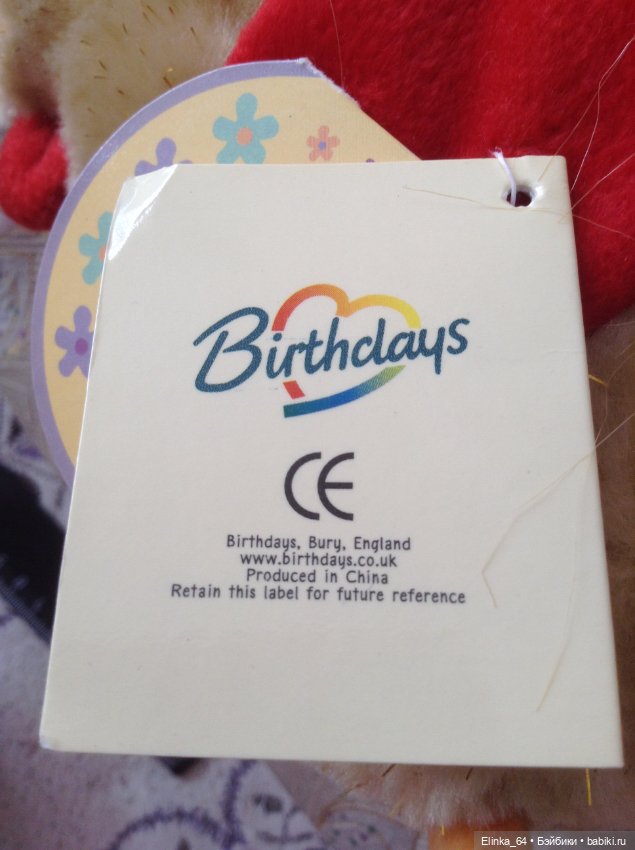 Birthdays
CE
Birthdays, Bury, England
www.birthdays.co.uk
Produced in China
Retain this label for future reference
Elinka_64 • Бэйбики • babiki.ru